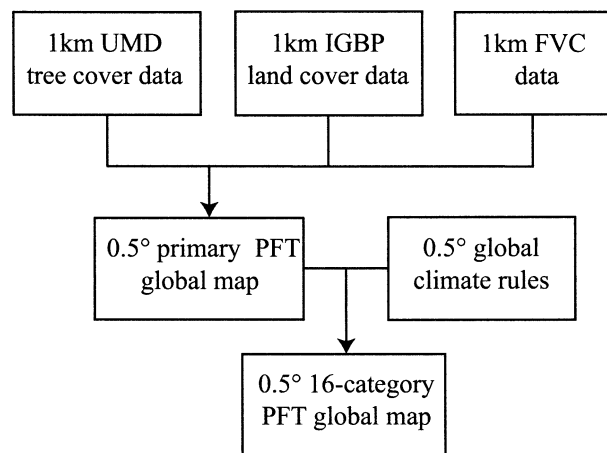 1km UMD
tree cover data
1km IGBP
land cover data
1km FVC
data
0.5° primary PFT
global map
0.5° global
climate rules
0.5° 16-category
PFT global map